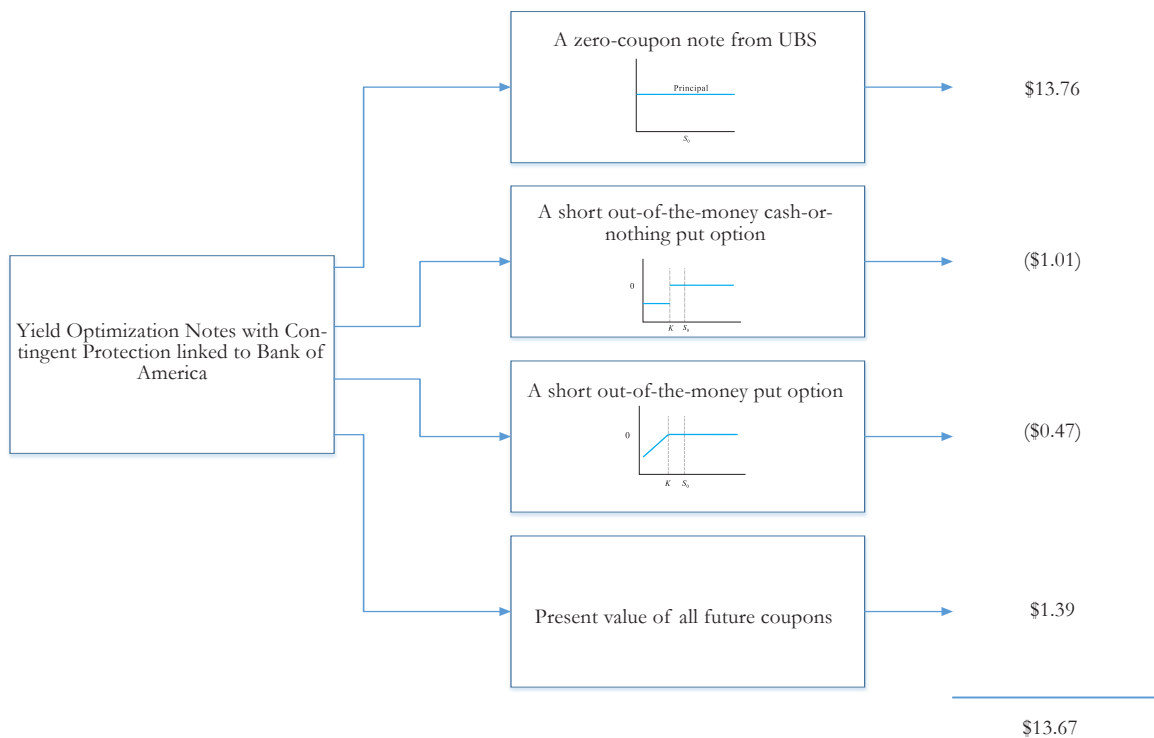 A zero-coupon note from UBS
Principal
S₀
$13.76
A short out-of-the-money cash-or-
nothing put option
0
K S₀
($1.01)
Yield Optimization Notes with Con-
tingent Protection linked to Bank of
America
A short out-of-the-money put option
0
K S₀
($0.47)
Present value of all future coupons
$1.39
$13.67